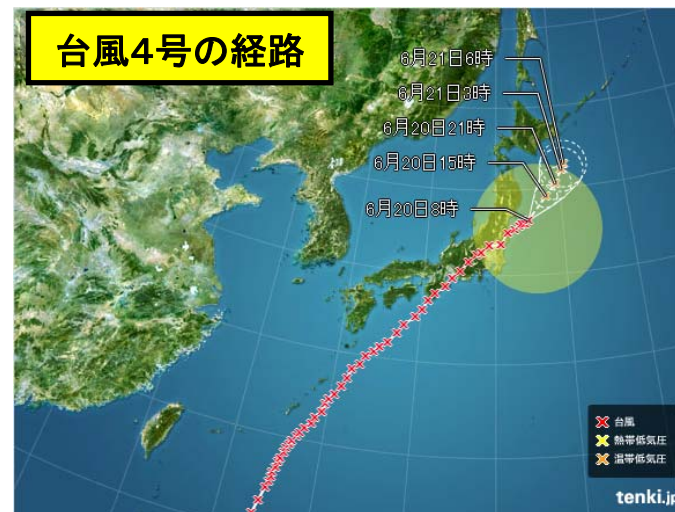 台風4号の経路
6月21日6時
6月21日3時
6月20日21時
6月20日15時
6月20日8時
台風
熱帯低気圧
温帯低気圧
tenki.jp